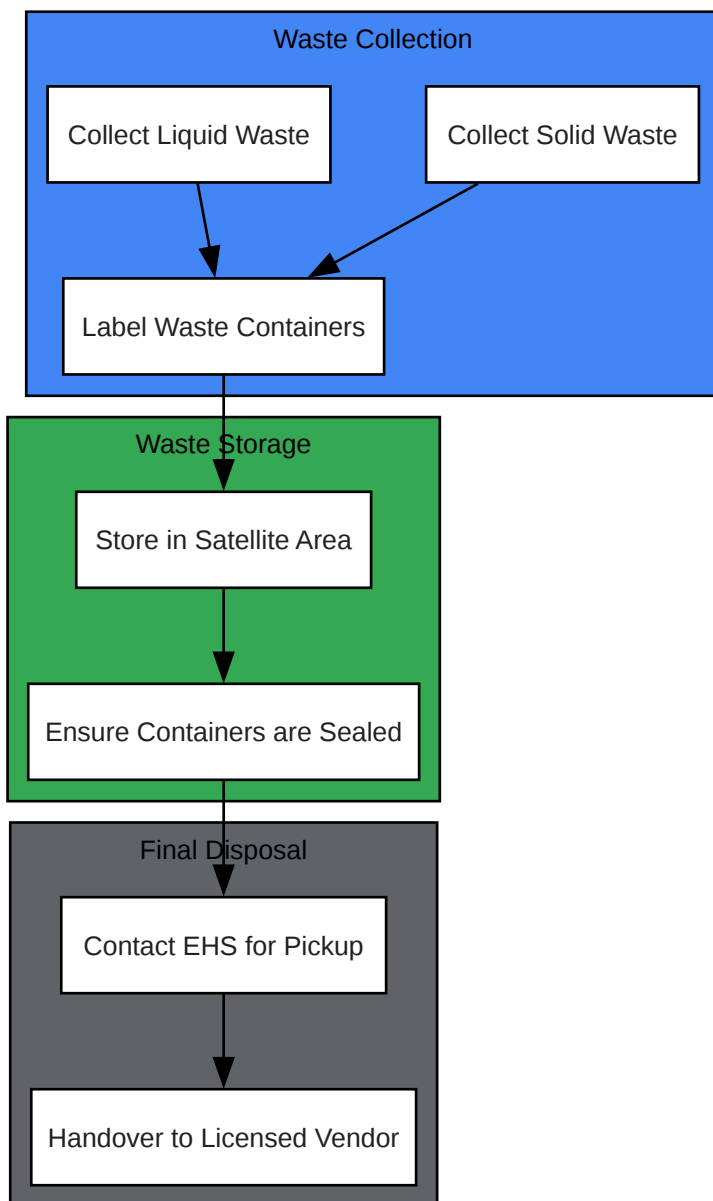 Waste Collection
Collect Liquid Waste
Collect Solid Waste
Label Waste Containers
Waste Storage
Store in Satellite Area
Ensure Containers are Sealed
Final Disposal
Contact EHS for Pickup
Handover to Licensed Vendor